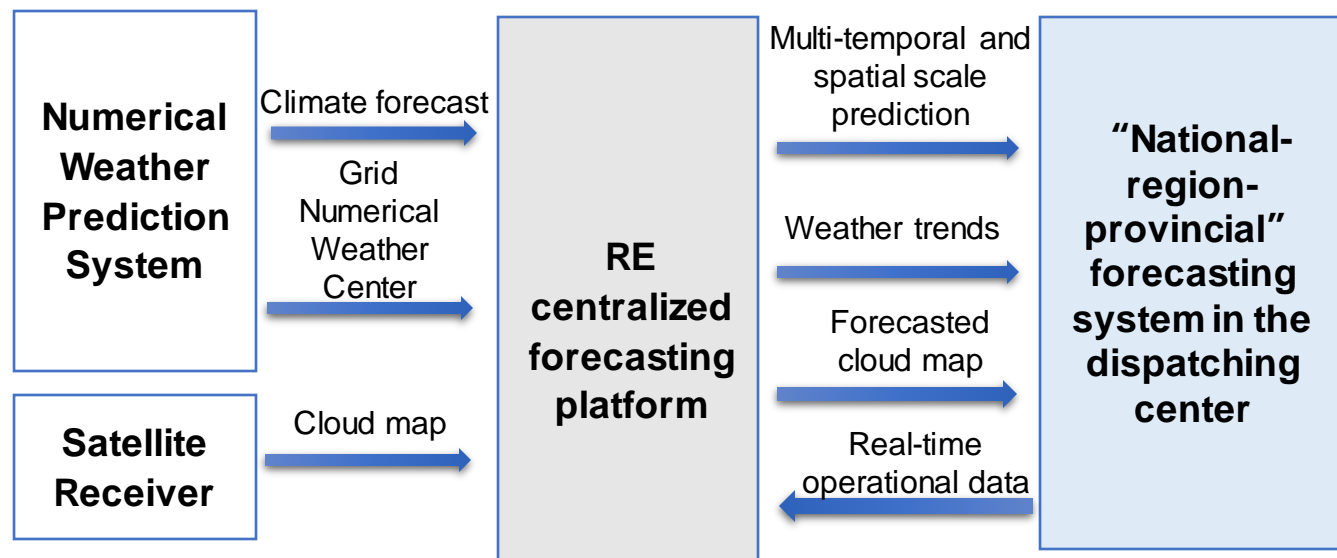 Numerical
Weather
Prediction
System
Climate forecast
Grid
Numerical
Weather
Center
Satellite
Receiver
Cloud map
RE
centralized
forecasting
platform
Multi-temporal and
spatial scale
prediction
Weather trends
Forecasted
cloud map
Real-time
operational data
“National-
region-
provincial”
forecasting
system in the
dispatching
center